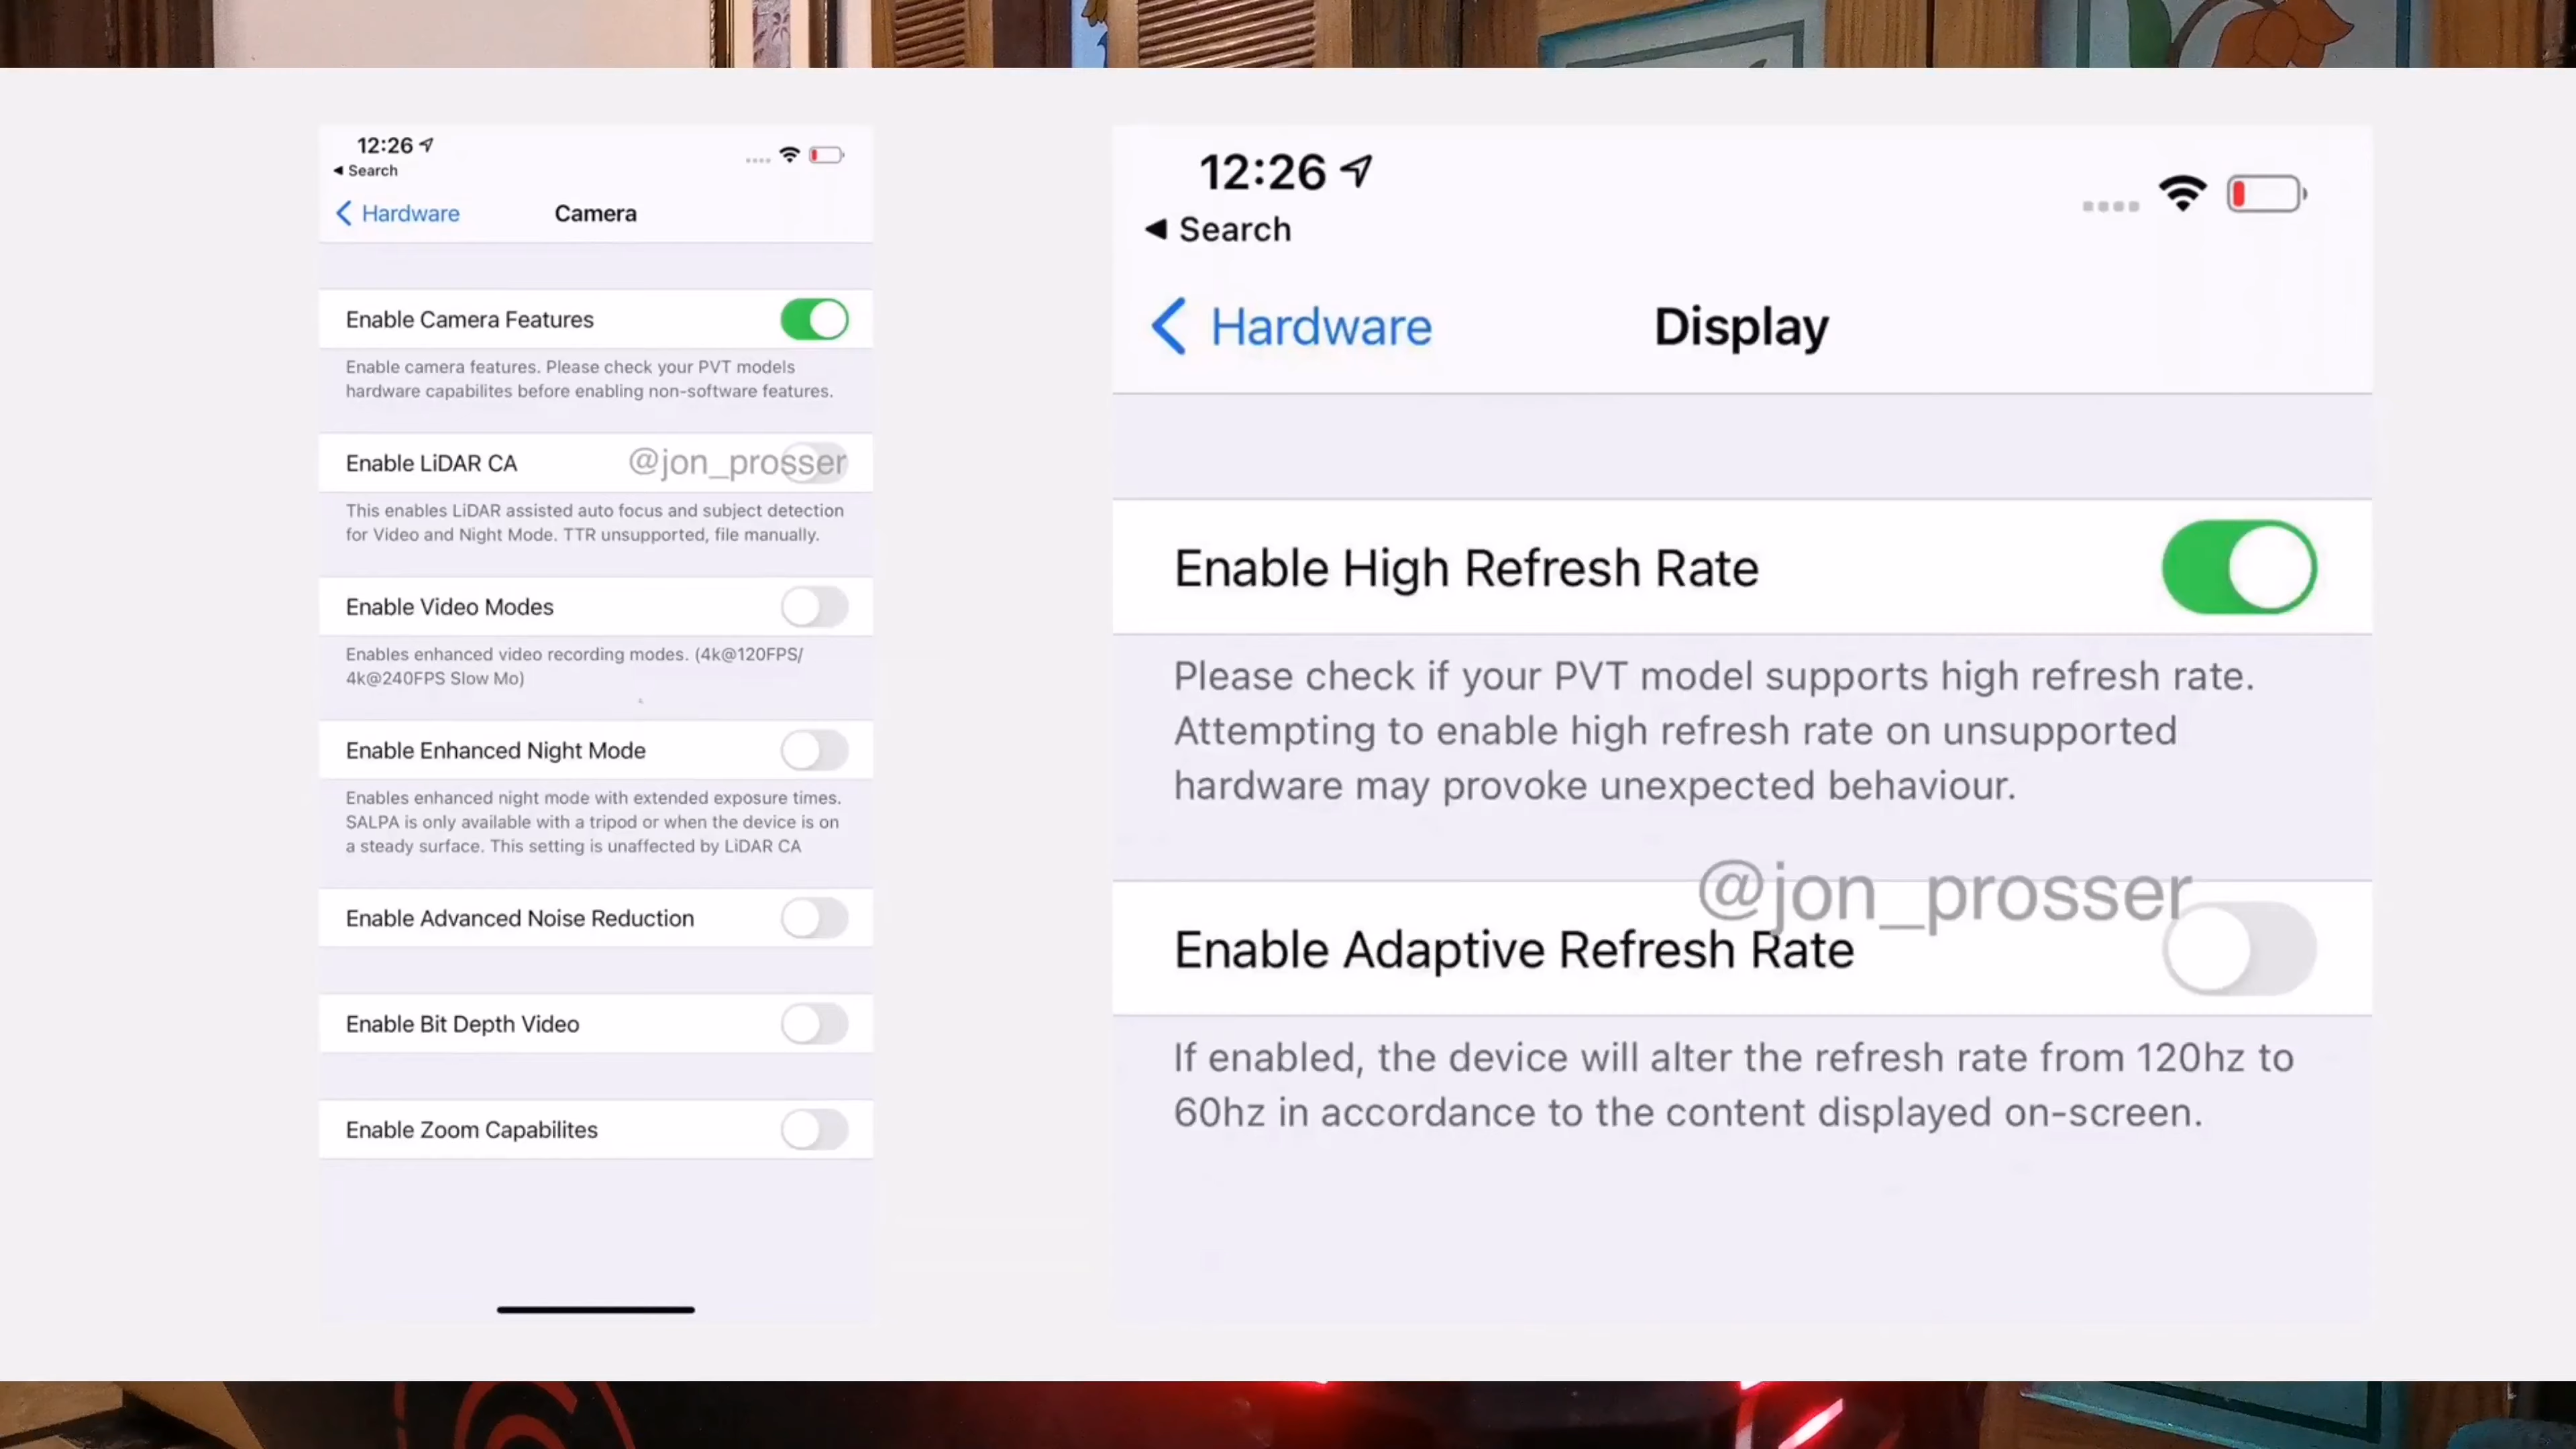 12:26
Search
Hardware
Camera
Enable Camera Features
Enable camera features. Please check your PVT models
hardware capabilites before enabling non-software features.
Enable LiDAR CA
@jon_prosser
This enables LiDAR assisted auto focus and subject detection
for Video and Night Mode. TTR unsupported, file manually.
Enable Video Modes
Enables enhanced video recording modes. (4k@120FPS/
4k@240FPS Slow Mo)
Enable Enhanced Night Mode
Enables enhanced night mode with extended exposure times.
SALPA is only available with a tripod or when the device is on
a steady surface. This setting is unaffected by LiDAR CA
Enable Advanced Noise Reduction
Enable Bit Depth Video
Enable Zoom Capabilites
12:26
Search
Hardware
Display
Enable High Refresh Rate
Please check if your PVT model supports high refresh rate.
Attempting to enable high refresh rate on unsupported
hardware may provoke unexpected behaviour.
@jon_prosser
Enable Adaptive Refresh Rate
If enabled, the device will alter the refresh rate from 120hz to
60hz in accordance to the content displayed on-screen.